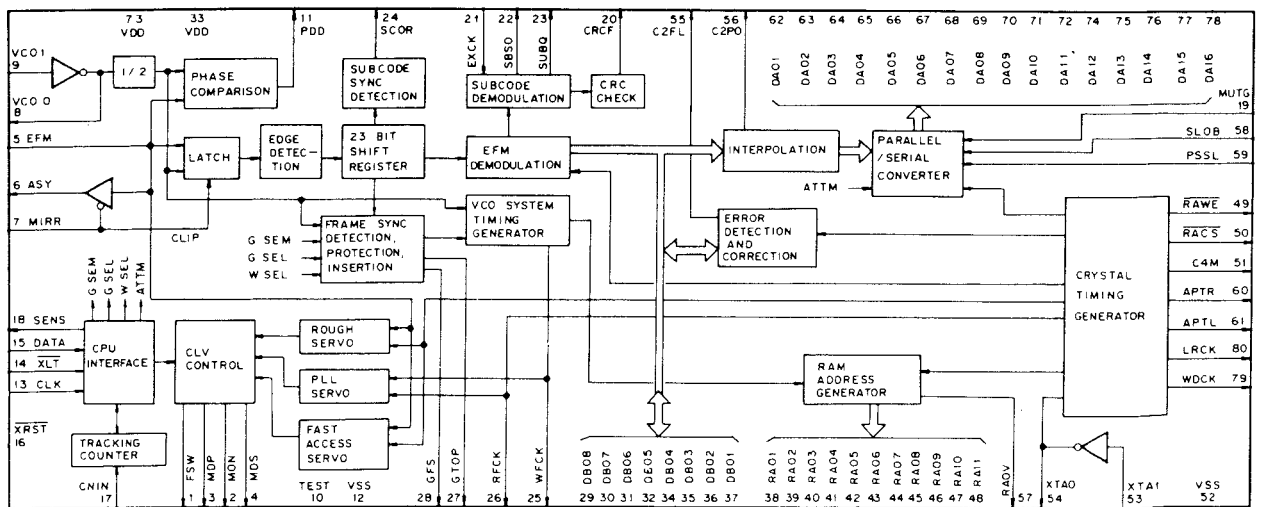 73 33 11 24 21 22 23 20 55 56 62 63 64 65 66 67 68 69 70 71 72 74 75 76 77 78
VDD VDD PDD SCOR EXCK SBSO SUBQ CRCF C2FL C2PO
DA01 DA02 DA03 DA04 DA05 DA06 DA07 DA08 DA09 DA10 DA11 DA12 DA13 DA14 DA15 DA16
VCO1
9
1/2
PHASE
COMPARISON
SUBCODE
SYNC
DETECTION
SUBCODE
DEMODULATION
CRC
CHECK
VCO O
8
MUTG
19
5 EFM
LATCH
EDGE
DETEC-
TION
23 BIT
SHIFT
REGISTER
EFM
DEMODULATION
INTERPOLATION
PARALLEL
/SERIAL
CONVERTER
SLOB 58
PSSL 59
6 ASY
ATTM
7 MIRR
CLIP
G SEM
G SEL
W SEL
FRAME SYNC
DETECTION,
PROTECTION,
INSERTION
VCO SYSTEM
TIMING
GENERATOR
ERROR
DETECTION
AND
CORRECTION
CRYSTAL
TIMING
GENERATOR
RAWE 49
RACS 50
C4M 51
APTR 60
APTL 61
LRCK 80
WDCK 79
G SEM G SEL W SEL ATTM
18 SENS
15 DATA
14 XLT
13 CLK
CPU
INTERFACE
CLV
CONTROL
ROUGH
SERVO
PLL
SERVO
FAST
ACCESS
SERVO
RAM
ADDRESS
GENERATOR
XRST
16
TRACKING
COUNTER
CNIN
17
FSW MDP MON MDS
1 3 2 4
TEST
10
VSS
12
GFS GTOP RFCK WFCK
28 27 26 25
DB08 DB07 DB06 DE05 DB04 DB03 DB02 DB01
29 30 31 32 34 35 36 37
RA01 RA02 RA03 RA04 RA05 RA06 RA07 RA08 RA09 RA10 RA11
38 39 40 41 42 43 44 45 46 47 48
RAOV
57
XTAO
54
XTA1
53
VSS
52